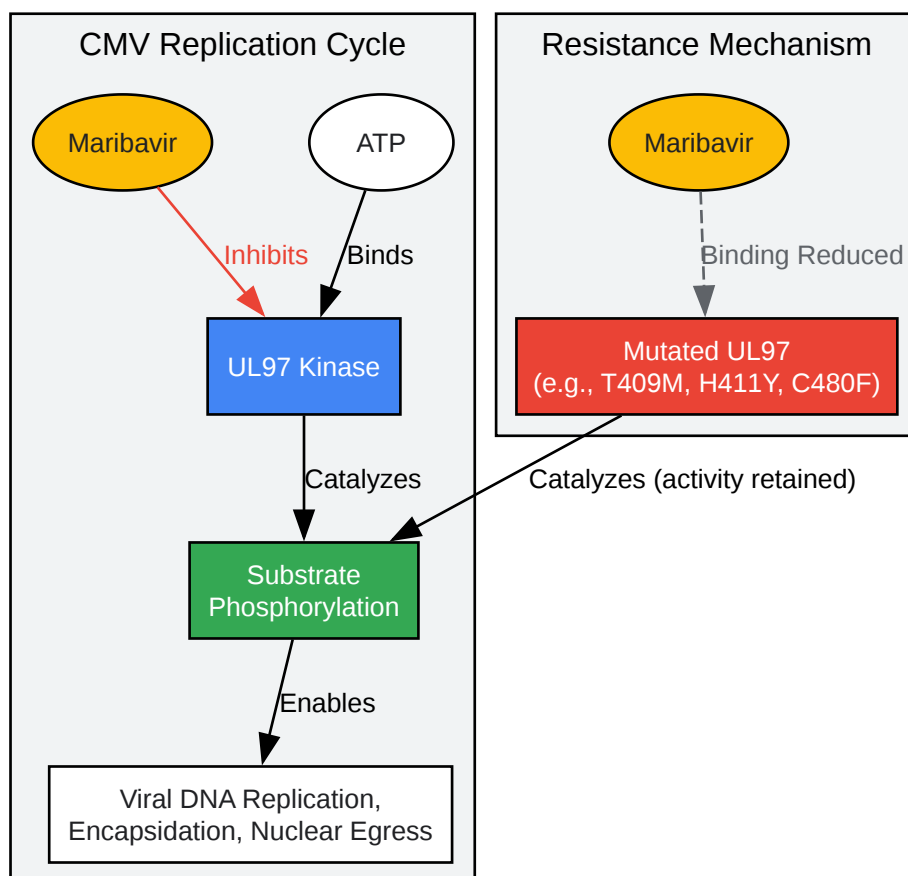 CMV Replication Cycle
Maribavir
ATP
Inhibits
Binds
UL97 Kinase
Catalyzes
Substrate
Phosphorylation
Enables
Viral DNA Replication,
Encapsidation, Nuclear Egress
Resistance Mechanism
Maribavir
Binding Reduced
Mutated UL97
(e.g., T409M, H411Y, C480F)
Catalyzes (activity retained)